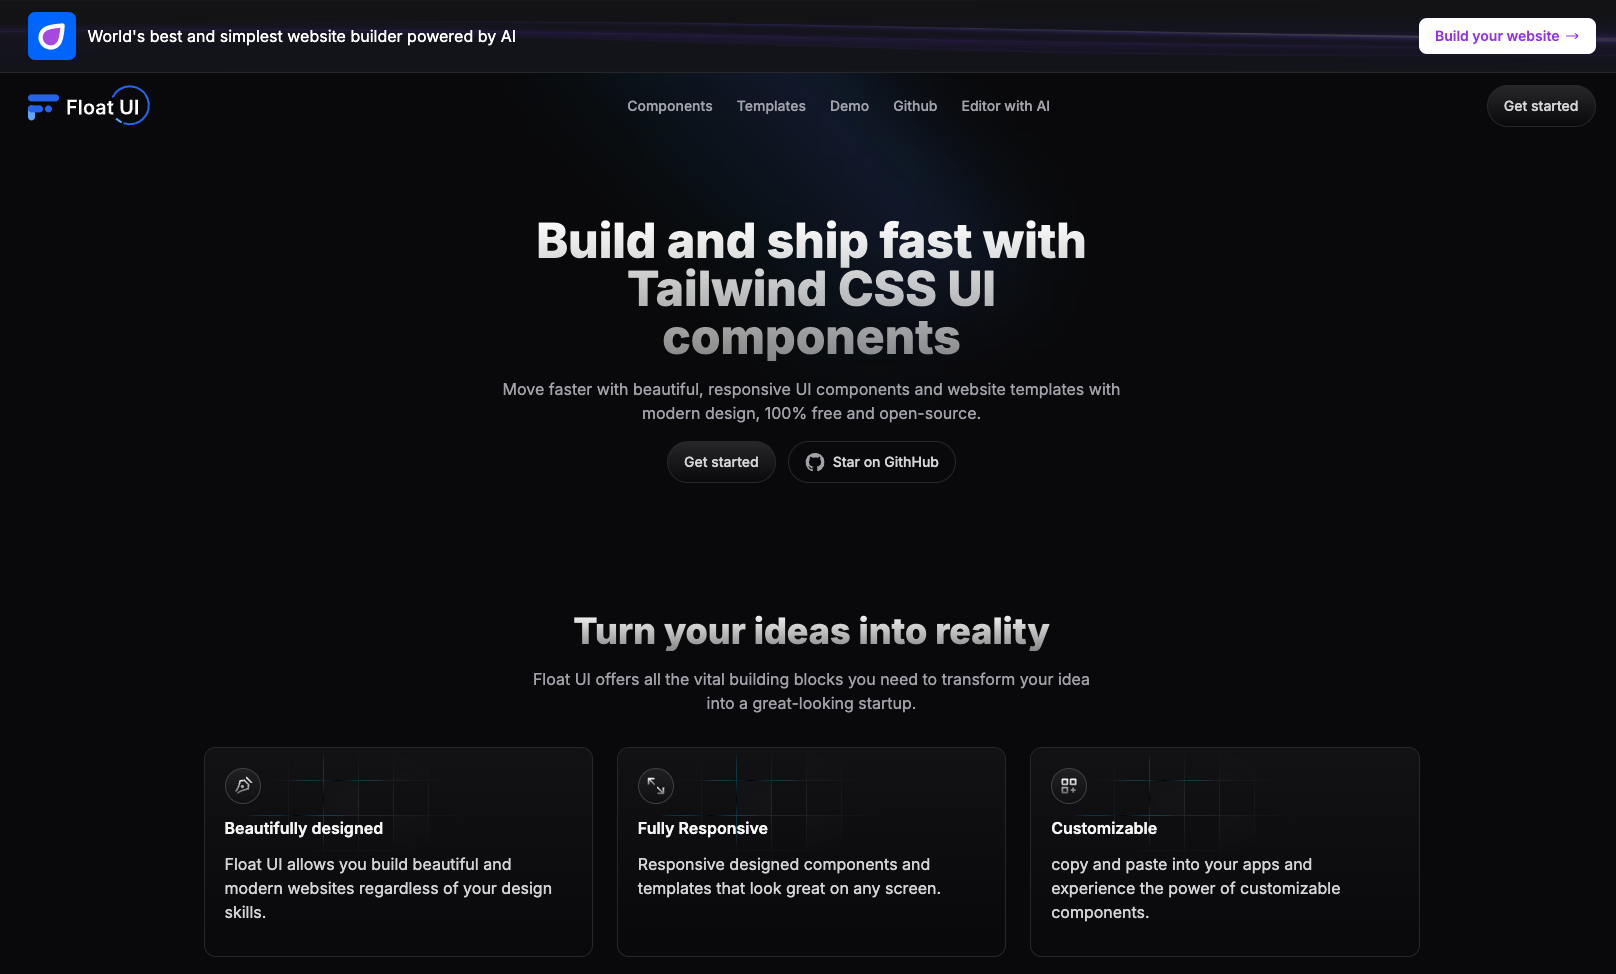 World's best and simplest website builder powered by AI
Build your website →
Float UI
Components
Templates
Demo
Github
Editor with AI
Get started
Build and ship fast with
Tailwind CSS UI
components
Move faster with beautiful, responsive UI components and website templates with
modern design, 100% free and open-source.
Get started
Star on GithHub
Turn your ideas into reality
Float UI offers all the vital building blocks you need to transform your idea
into a great-looking startup.
Beautifully designed
Float UI allows you build beautiful and
modern websites regardless of your design
skills.
Fully Responsive
Responsive designed components and
templates that look great on any screen.
Customizable
copy and paste into your apps and
experience the power of customizable
components.